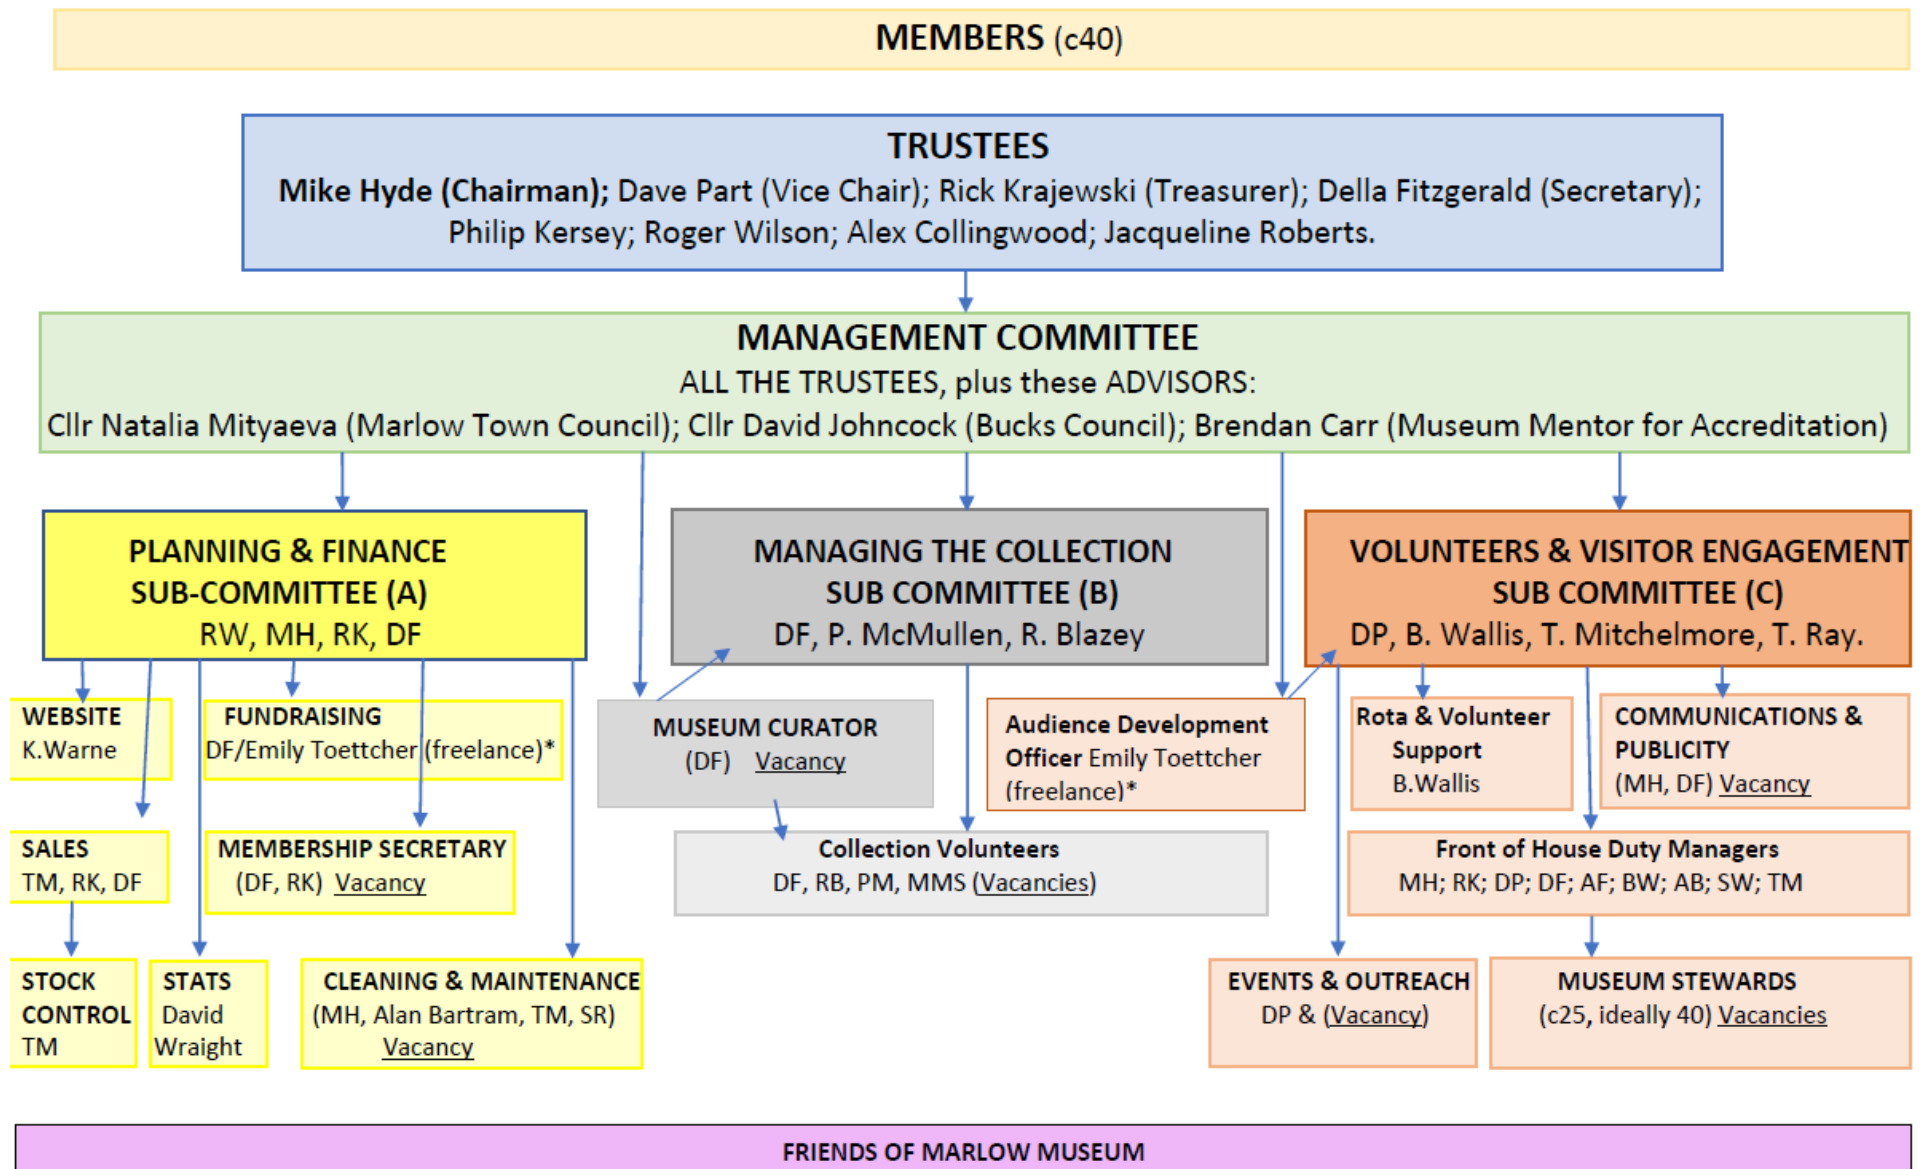 MEMBERS (c40)
TRUSTEES
Mike Hyde (Chairman); Dave Part (Vice Chair); Rick Krajewski (Treasurer); Della Fitzgerald (Secretary);
Philip Kersey; Roger Wilson; Alex Collingwood; Jacqueline Roberts.
MANAGEMENT COMMITTEE
ALL THE TRUSTEES, plus these ADVISORS:
Cllr Natalia Mityaeva (Marlow Town Council); Cllr David Johncock (Bucks Council); Brendan Carr (Museum Mentor for Accreditation)
PLANNING & FINANCE
SUB-COMMITTEE (A)
RW, MH, RK, DF
MANAGING THE COLLECTION
SUB COMMITTEE (B)
DF, P. McMullen, R. Blazey
VOLUNTEERS & VISITOR ENGAGEMENT
SUB COMMITTEE (C)
DP, B. Wallis, T. Mitchelmore, T. Ray.
WEBSITE
K.Warne
FUNDRAISING
DF/Emily Toettcher (freelance)*
MUSEUM CURATOR
(DF) Vacancy
Audience Development
Officer Emily Toettcher
(freelance)*
Rota & Volunteer
Support
B.Wallis
COMMUNICATIONS &
PUBLICITY
(MH, DF) Vacancy
SALES
TM, RK, DF
MEMBERSHIP SECRETARY
(DF, RK) Vacancy
Collection Volunteers
DF, RB, PM, MMS (Vacancies)
Front of House Duty Managers
MH; RK; DP; DF; AF; BW; AB; SW; TM
STOCK
CONTROL
TM
STATS
David
Wraight
CLEANING & MAINTENANCE
(MH, Alan Bartram, TM, SR)
Vacancy
EVENTS & OUTREACH
DP & (Vacancy)
MUSEUM STEWARDS
(c25, ideally 40) Vacancies
FRIENDS OF MARLOW MUSEUM